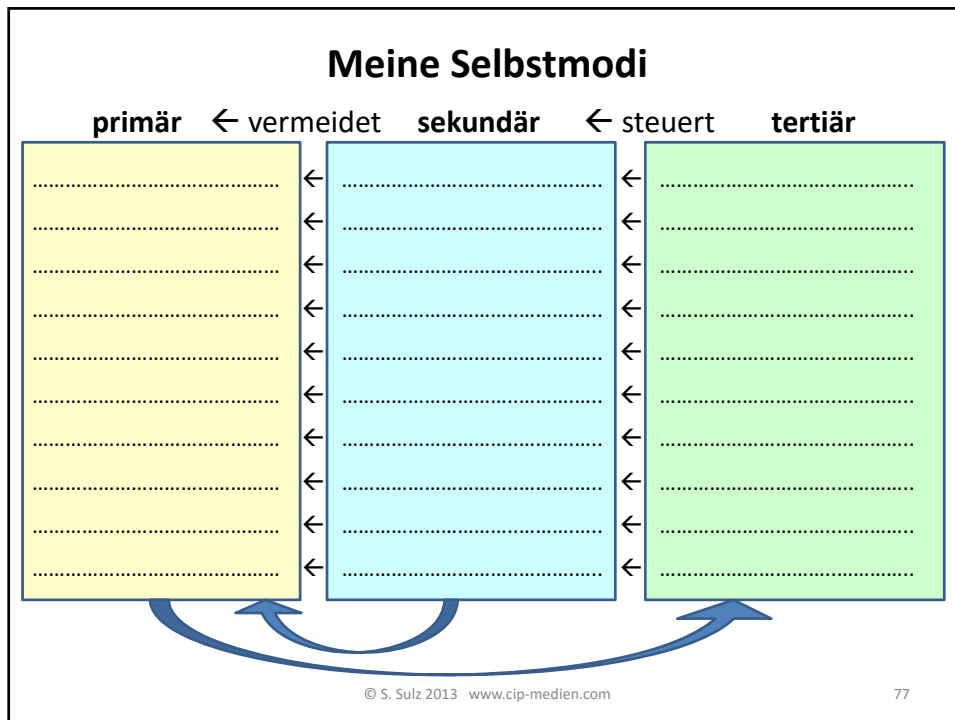 Meine Selbstmodi
primär ← vermeidet sekundär ← steuert tertiär
……………………………………… ← ……………………………………….. ← ………………………………………..
……………………………………… ← ……………………………………….. ← ………………………………………..
……………………………………… ← ……………………………………….. ← ………………………………………..
……………………………………… ← ……………………………………….. ← ………………………………………..
……………………………………… ← ……………………………………….. ← ………………………………………..
……………………………………… ← ……………………………………….. ← ………………………………………..
……………………………………… ← ……………………………………….. ← ………………………………………..
……………………………………… ← ……………………………………….. ← ………………………………………..
……………………………………… ← ……………………………………….. ← ………………………………………..
……………………………………… ← ……………………………………….. ← ………………………………………..
© S. Sulz 2013 www.cip-medien.com 77